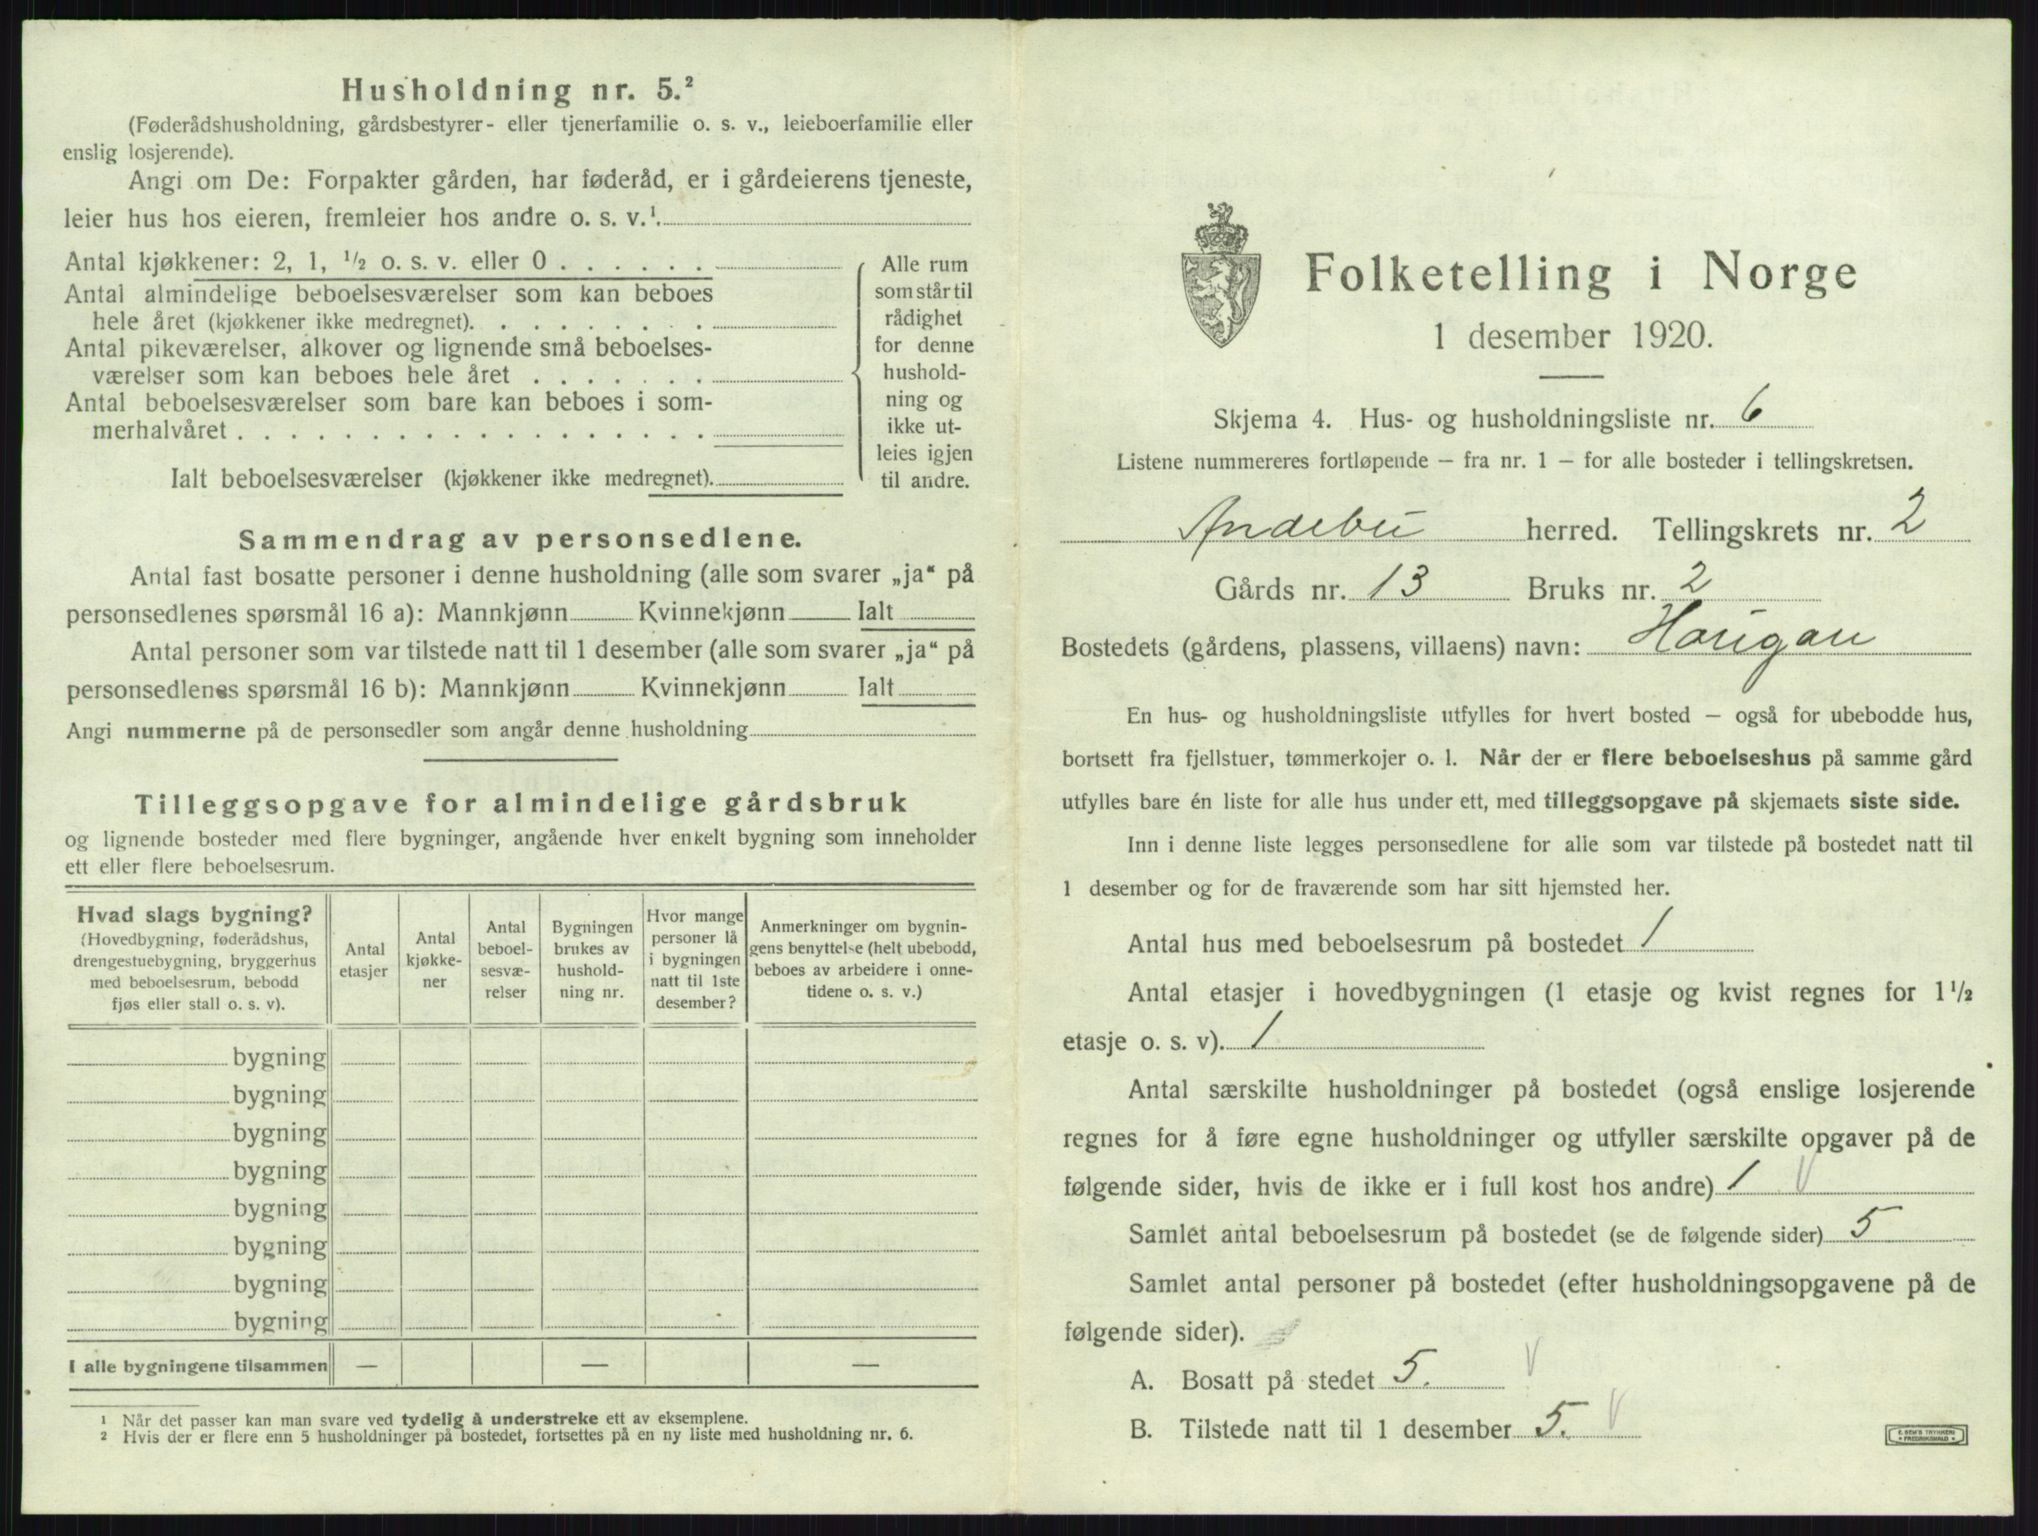 Husholdning nr. 5.²
(Føderådshusholdning, gårdsbestyrer- eller tjenerfamilie o. s. v., leieboerfamilie eller
enslig losjerende).
Angi om De: Forpakter gården, har føderåd, er i gårdeierens tjeneste,
leier hus hos eieren, fremleier hos andre o. s. v.¹.
Antal kjøkkener: 2, 1, ½ o. s. v. eller 0 . . . . . .
Antal almindelige beboelsesværelser som kan beboes
hele året (kjøkkener ikke medregnet). . . . . . . . .
Antal pikeværelser, alkover og lignende små beboelses-
værelser som kan beboes hele året . . . . . . .
Antal beboelsesværelser som bare kan beboes i som-
merhalvåret . . . . . . . . . . . . . . . . . .
Ialt beboelsesværelser (kjøkkener ikke medregnet).
Alle rum
som står til
rådighet
for denne
hushold-
ning og
ikke ut-
leies igjen
til andre.
Sammendrag av personsedlene.
Antal fast bosatte personer i denne husholdning (alle som svarer „ja“ på
personsedlenes spørsmål 16 a): Mannkjønn Kvinnekjønn Ialt
Antal personer som var tilstede natt til 1 desember (alle som svarer „ja“ på
personsedlenes spørsmål 16 b): Mannkjønn Kvinnekjønn Ialt
Angi nummerne på de personsedler som angår denne husholdning
Tilleggsopgave for almindelige gårdsbruk
og lignende bosteder med flere bygninger, angående hver enkelt bygning som inneholder
ett eller flere beboelsesrum.
Hvad slags bygning?
(Hovedbygning, føderådshus,
drengestuebygning, bryggerhus
med beboelsesrum, bebodd
fjøs eller stall o. s. v).
Antal
etasjer
Antal
kjøkke-
ner
Antal
beboel-
sesvæ-
relser
Bygningen
brukes av
hushold-
ning nr.
Hvor mange
personer lå
i bygningen
natt til 1ste
desember?
Anmerkninger om bygnin-
gens benyttelse (helt ubebodd,
beboes av arbeidere i onne-
tidene o. s. v.)
bygning
bygning
bygning
bygning
bygning
bygning
bygning
bygning
I alle bygningene tilsammen — — —
¹ Når det passer kan man svare ved tydelig å understreke ett av eksemplene.
² Hvis der er flere enn 5 husholdninger på bostedet, fortsettes på en ny liste med husholdning nr. 6.
Folketelling i Norge
1 desember 1920.
Skjema 4. Hus- og husholdningsliste nr. 6
Listene nummereres fortløpende — fra nr. 1 — for alle bosteder i tellingskretsen.
Andebu herred. Tellingskrets nr. 2
Gårds nr. 13 Bruks nr. 2
Bostedets (gårdens, plassens, villaens) navn: Haugan
En hus- og husholdningsliste utfylles for hvert bosted — også for ubebodde hus,
bortsett fra fjellstuer, tømmerkojer o. l. Når der er flere beboelseshus på samme gård
utfylles bare én liste for alle hus under ett, med tilleggsopgave på skjemaets siste side.
Inn i denne liste legges personsedlene for alle som var tilstede på bostedet natt til
1 desember og for de fraværende som har sitt hjemsted her.
Antal hus med beboelsesrum på bostedet 1
Antal etasjer i hovedbygningen (1 etasje og kvist regnes for 1½
etasje o. s. v). 1
Antal særskilte husholdninger på bostedet (også enslige losjerende
regnes for å føre egne husholdninger og utfyller særskilte opgaver på de
følgende sider, hvis de ikke er i full kost hos andre) 1 V
Samlet antal beboelsesrum på bostedet (se de følgende sider) 5
Samlet antal personer på bostedet (efter husholdningsopgavene på de
følgende sider).
A. Bosatt på stedet 5. V
B. Tilstede natt til 1 desember 5. V
E. SEM'S TRYKKERI
FREDRIKSHALD